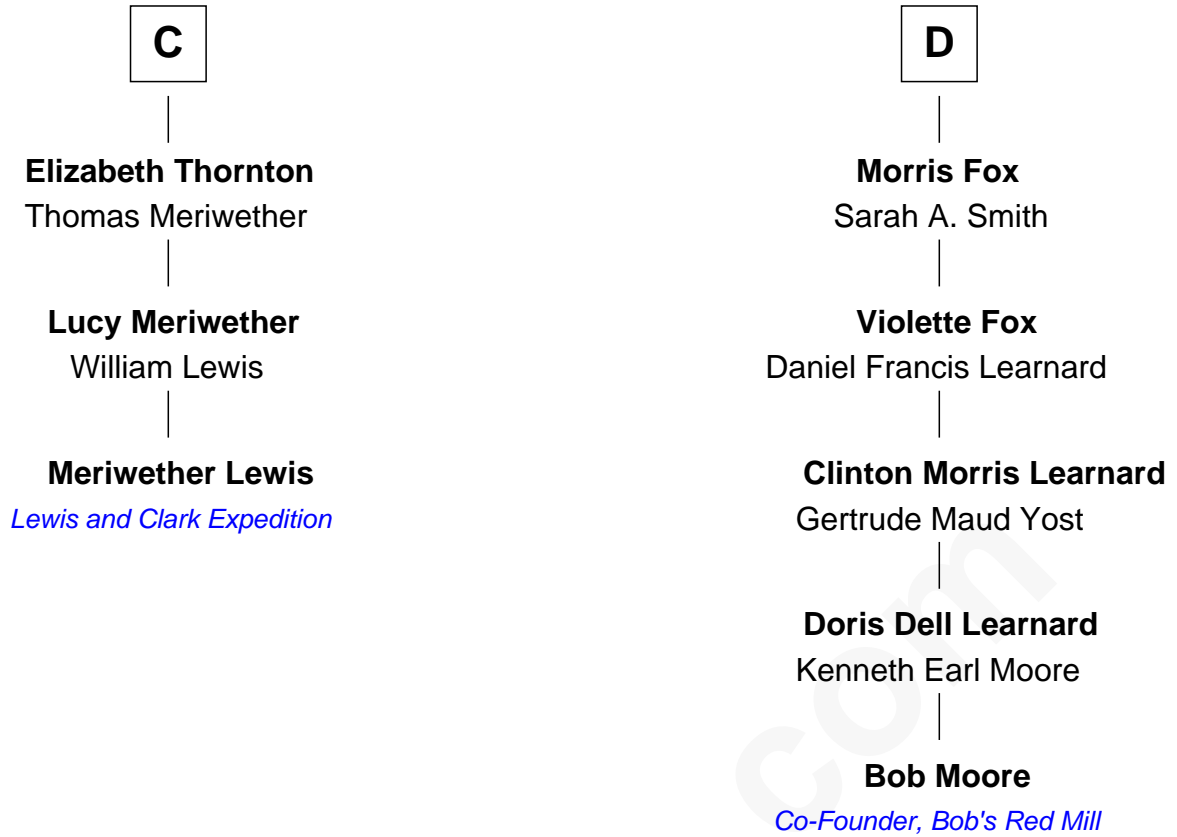 C
Elizabeth Thornton
Thomas Meriwether
Lucy Meriwether
William Lewis
Meriwether Lewis
Lewis and Clark Expedition
D
Morris Fox
Sarah A. Smith
Violette Fox
Daniel Francis Learnard
Clinton Morris Learnard
Gertrude Maud Yost
Doris Dell Learnard
Kenneth Earl Moore
Bob Moore
Co-Founder, Bob's Red Mill
com